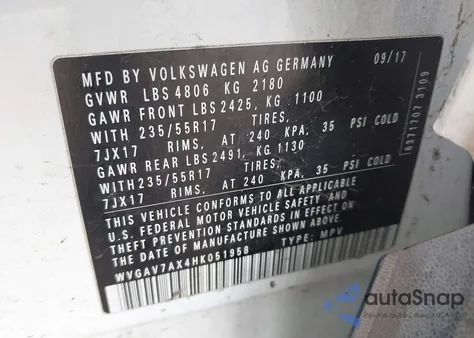 MFD BY VOLKSWAGEN AG GERMANY 09/17
GVWR LBS 4806 KG 2180
GAWR FRONT LBS 2425, KG 1100
WITH 235/55R17 TIRES,
7JX17 RIMS, AT 240 KPA, 35 PSI COLD
GAWR REAR LBS 2491, KG 1130
WITH 235/55R17 TIRES,
7JX17 RIMS, AT 240 KPA, 35 PSI COLD
THIS VEHICLE CONFORMS TO ALL APPLICABLE
U.S. FEDERAL MOTOR VEHICLE SAFETY AND
THEFT PREVENTION STANDARDS IN EFFECT ON THE
DATE OF MANUFACTURE SHOWN ABOVE
WVGAV7AX4HK051958 TYPE: MPV
8371707 3109
autoSnap